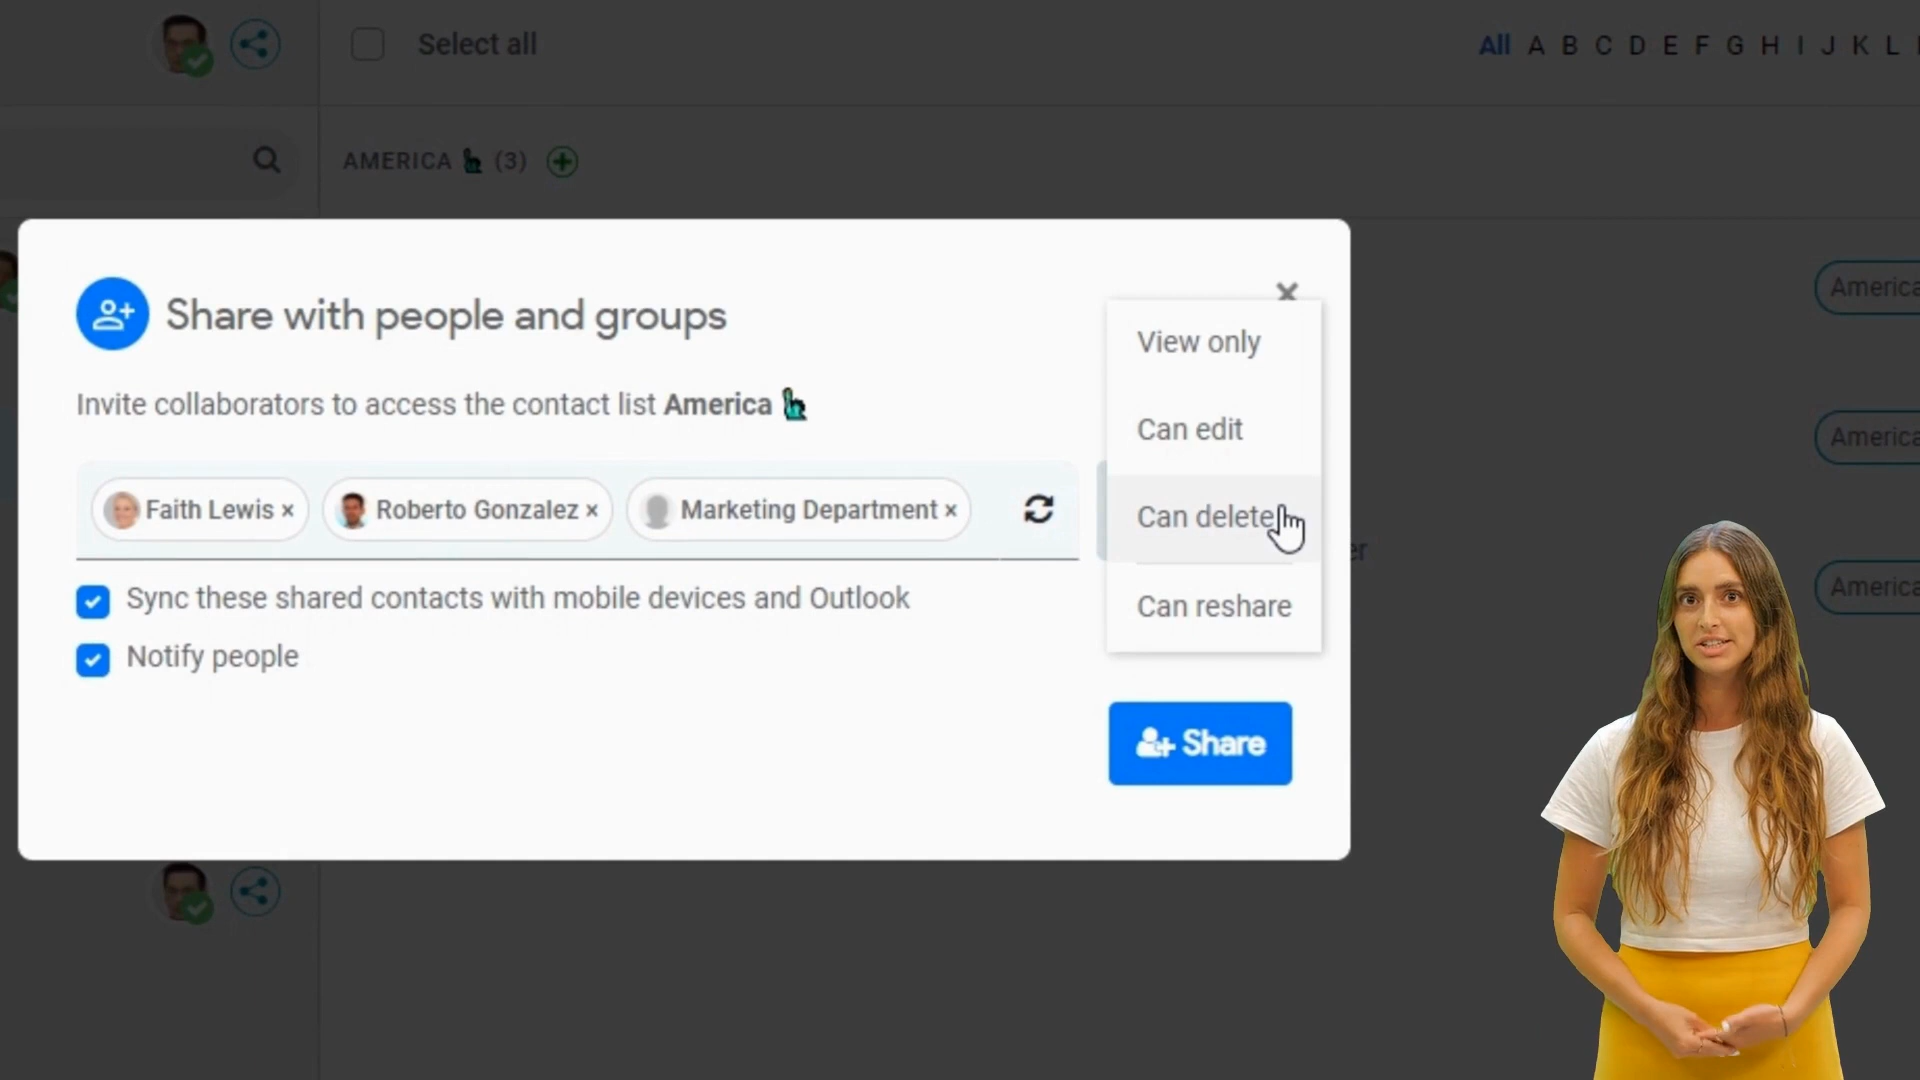 Select all
All A B C D E F G H I J K L
AMERICA (3)
Share with people and groups
Invite collaborators to access the contact list America
Faith Lewis ×
Roberto Gonzalez ×
Marketing Department ×
Sync these shared contacts with mobile devices and Outlook
Notify people
View only
Can edit
Can delete
Can reshare
Share
America
America
America